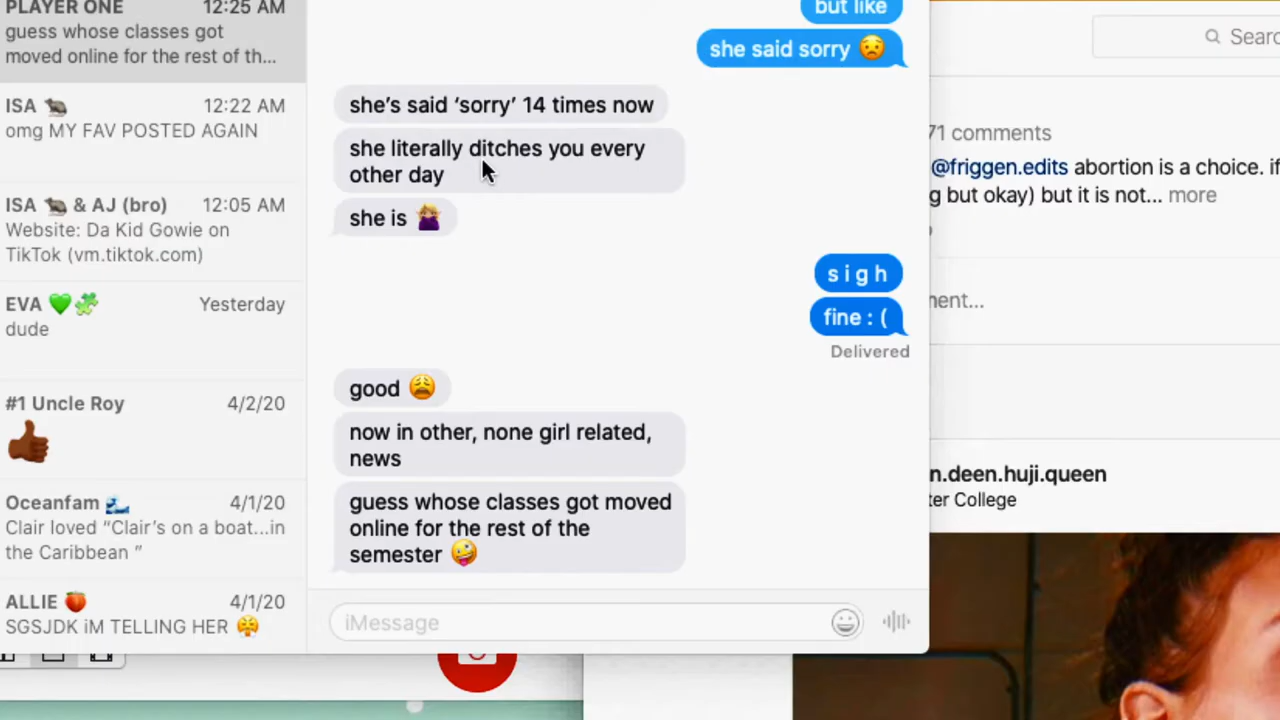 PLAYER ONE 12:25 AM
guess whose classes got
moved online for the rest of th...
ISA 🐀 12:22 AM
omg MY FAV POSTED AGAIN
ISA 🐀 & AJ (bro) 12:05 AM
Website: Da Kid Gowie on
TikTok (vm.tiktok.com)
EVA 💚🧩 Yesterday
dude
#1 Uncle Roy 4/2/20
👍🏾
Oceanfam 🌊 4/1/20
Clair loved “Clair’s on a boat...in
the Caribbean ”
ALLIE 🍑 4/1/20
SGSJDK iM TELLING HER 😤
but like
she said sorry 😟
she’s said ‘sorry’ 14 times now
she literally ditches you every
other day
she is 🙅🏼‍♀️
s i g h
fine : (
Delivered
good 😩
now in other, none girl related,
news
guess whose classes got moved
online for the rest of the
semester 🤪
iMessage
Searc
71 comments
@friggen.edits abortion is a choice. if
g but okay) but it is not... more
ment...
n.deen.huji.queen
ter College